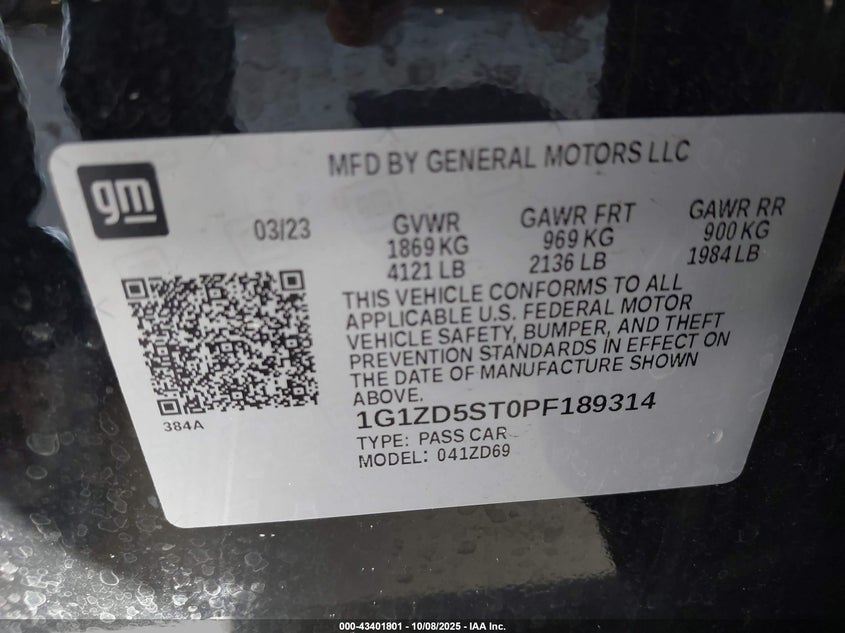 gm
MFD BY GENERAL MOTORS LLC
03/23
GVWR
1869 KG
4121 LB
GAWR FRT
969 KG
2136 LB
GAWR RR
900 KG
1984 LB
THIS VEHICLE CONFORMS TO ALL
APPLICABLE U.S. FEDERAL MOTOR
VEHICLE SAFETY, BUMPER, AND THEFT
PREVENTION STANDARDS IN EFFECT ON
THE DATE OF MANUFACTURE SHOWN
ABOVE.
384A
1G1ZD5ST0PF189314
TYPE: PASS CAR
MODEL: 041ZD69
000-43401801 - 10/08/2025 - IAA Inc.